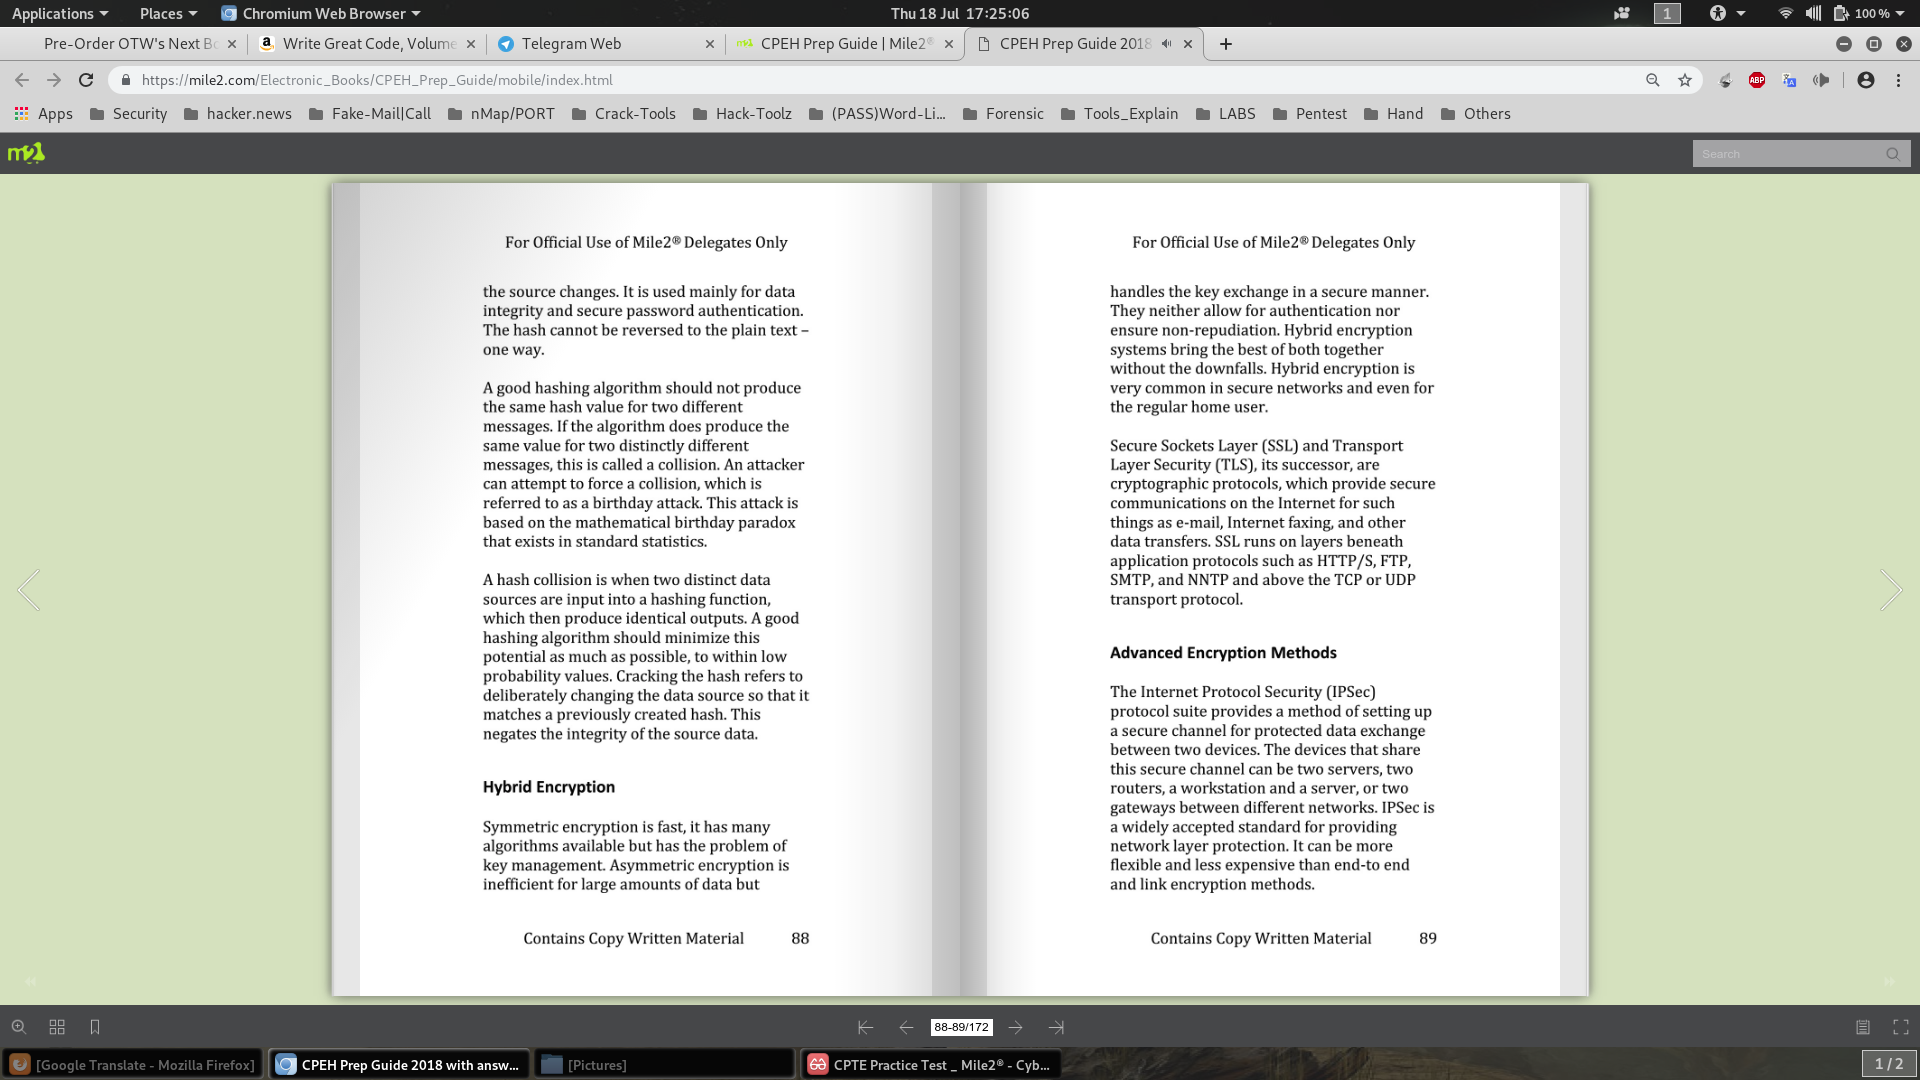 Applications
Places
Chromium Web Browser
Thu 18 Jul 17:25:06
1
100 %
Pre-Order OTW's Next Bo
Write Great Code, Volume
Telegram Web
CPEH Prep Guide | Mile2®
CPEH Prep Guide 2018
https://mile2.com/Electronic_Books/CPEH_Prep_Guide/mobile/index.html
ABP
Apps
Security
hacker.news
Fake-Mail|Call
nMap/PORT
Crack-Tools
Hack-Toolz
(PASS)Word-Li...
Forensic
Tools_Explain
LABS
Pentest
Hand
Others
m2
Search
For Official Use of Mile2® Delegates Only
the source changes. It is used mainly for data
integrity and secure password authentication.
The hash cannot be reversed to the plain text –
one way.
A good hashing algorithm should not produce
the same hash value for two different
messages. If the algorithm does produce the
same value for two distinctly different
messages, this is called a collision. An attacker
can attempt to force a collision, which is
referred to as a birthday attack. This attack is
based on the mathematical birthday paradox
that exists in standard statistics.
A hash collision is when two distinct data
sources are input into a hashing function,
which then produce identical outputs. A good
hashing algorithm should minimize this
potential as much as possible, to within low
probability values. Cracking the hash refers to
deliberately changing the data source so that it
matches a previously created hash. This
negates the integrity of the source data.
Hybrid Encryption
Symmetric encryption is fast, it has many
algorithms available but has the problem of
key management. Asymmetric encryption is
inefficient for large amounts of data but
Contains Copy Written Material 88
For Official Use of Mile2® Delegates Only
handles the key exchange in a secure manner.
They neither allow for authentication nor
ensure non-repudiation. Hybrid encryption
systems bring the best of both together
without the downfalls. Hybrid encryption is
very common in secure networks and even for
the regular home user.
Secure Sockets Layer (SSL) and Transport
Layer Security (TLS), its successor, are
cryptographic protocols, which provide secure
communications on the Internet for such
things as e-mail, Internet faxing, and other
data transfers. SSL runs on layers beneath
application protocols such as HTTP/S, FTP,
SMTP, and NNTP and above the TCP or UDP
transport protocol.
Advanced Encryption Methods
The Internet Protocol Security (IPSec)
protocol suite provides a method of setting up
a secure channel for protected data exchange
between two devices. The devices that share
this secure channel can be two servers, two
routers, a workstation and a server, or two
gateways between different networks. IPSec is
a widely accepted standard for providing
network layer protection. It can be more
flexible and less expensive than end-to end
and link encryption methods.
Contains Copy Written Material 89
88-89/172
[Google Translate - Mozilla Firefox]
CPEH Prep Guide 2018 with answ...
[Pictures]
CPTE Practice Test _ Mile2® - Cyb...
1 / 2